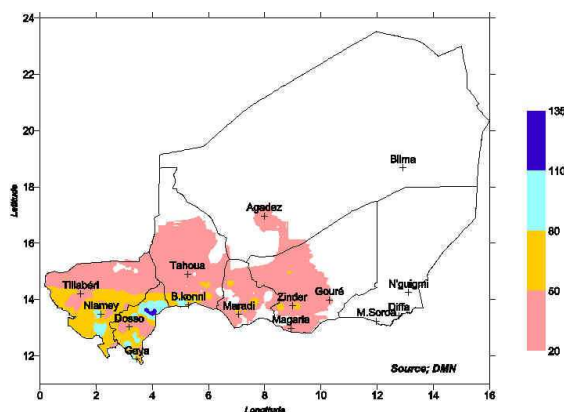 24
22
20
18
16
14
12
Latitude
0 2 4 6 8 10 12 14 16
Longitude
Bilma
Agadez
Tahoua
Tillabéri
N'guigmi
Gouré
Zinder
B.konni
Maradi
Niamey
Diffa
M.Soroa
Dosso
Magaria
Gaya
Source; DMN
135
110
80
50
20